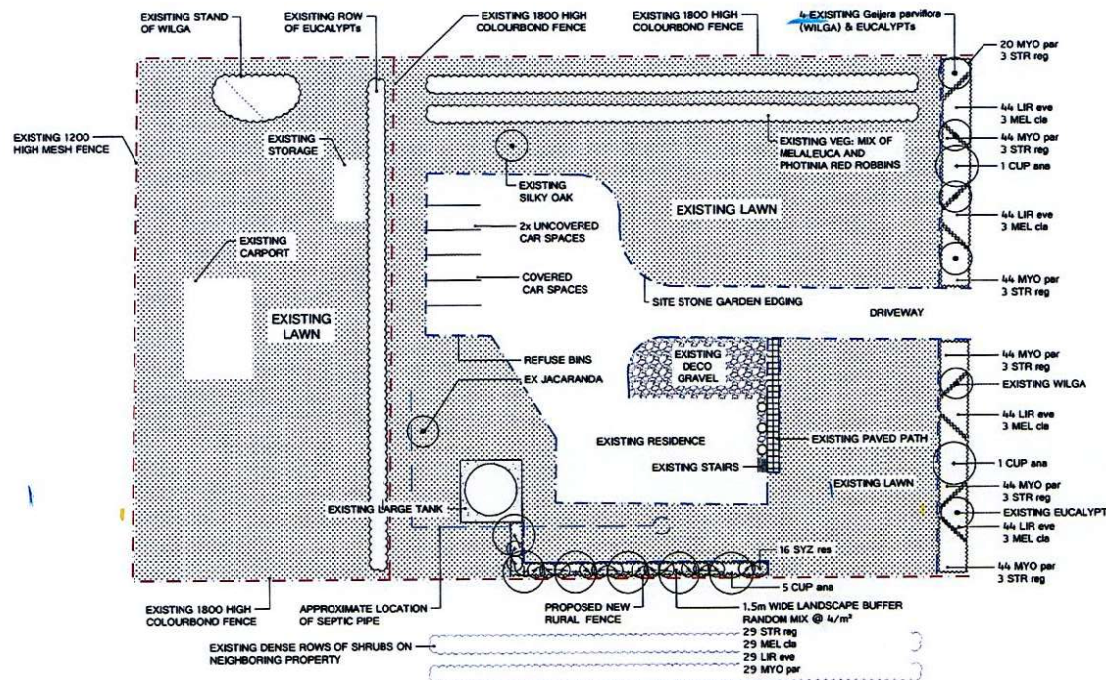 EXISITING STAND
OF WILGA
EXISTING ROW
OF EUCALYPTs
EXISTING 1800 HIGH
COLOURBOND FENCE
EXISTING 1800 HIGH
COLOURBOND FENCE
4 EXISITING Geijera parviflora
(WILGA) & EUCALYPTs
20 MYO par
3 STR reg
44 LIR eve
3 MEL cla
EXISTING 1200
HIGH MESH FENCE
EXISTING
STORAGE
EXISTING VEG: MIX OF
MELALEUCA AND
PHOTINIA RED ROBBINS
44 MYO par
3 STR reg
1 CUP ana
EXISTING
SILKY OAK
EXISTING LAWN
2x UNCOVERED
CAR SPACES
44 LIR eve
3 MEL cla
EXISTING
CARPORT
COVERED
CAR SPACES
44 MYO par
3 STR reg
SITE STONE GARDEN EDGING
DRIVEWAY
EXISTING
LAWN
REFUSE BINS
EXISTING
DECO
GRAVEL
44 MYO par
3 STR reg
EX JACARANDA
EXISTING WILGA
44 LIR eve
3 MEL cla
EXISTING RESIDENCE
EXISTING PAVED PATH
EXISTING STAIRS
1 CUP ana
EXISTING LAWN
44 MYO par
3 STR reg
EXISTING LARGE TANK
EXISTING EUCALYPT
44 LIR eve
3 MEL cla
16 SYZ res
44 MYO par
3 STR reg
5 CUP ana
EXISTING 1800 HIGH
COLOURBOND FENCE
APPROXIMATE LOCATION
OF SEPTIC PIPE
PROPOSED NEW
RURAL FENCE
1.5m WIDE LANDSCAPE BUFFER
RANDOM MIX @ 4/m²
29 STR reg
29 MEL cla
29 LIR eve
29 MYO par
EXISTING DENSE ROWS OF SHRUBS ON
NEIGHBORING PROPERTY